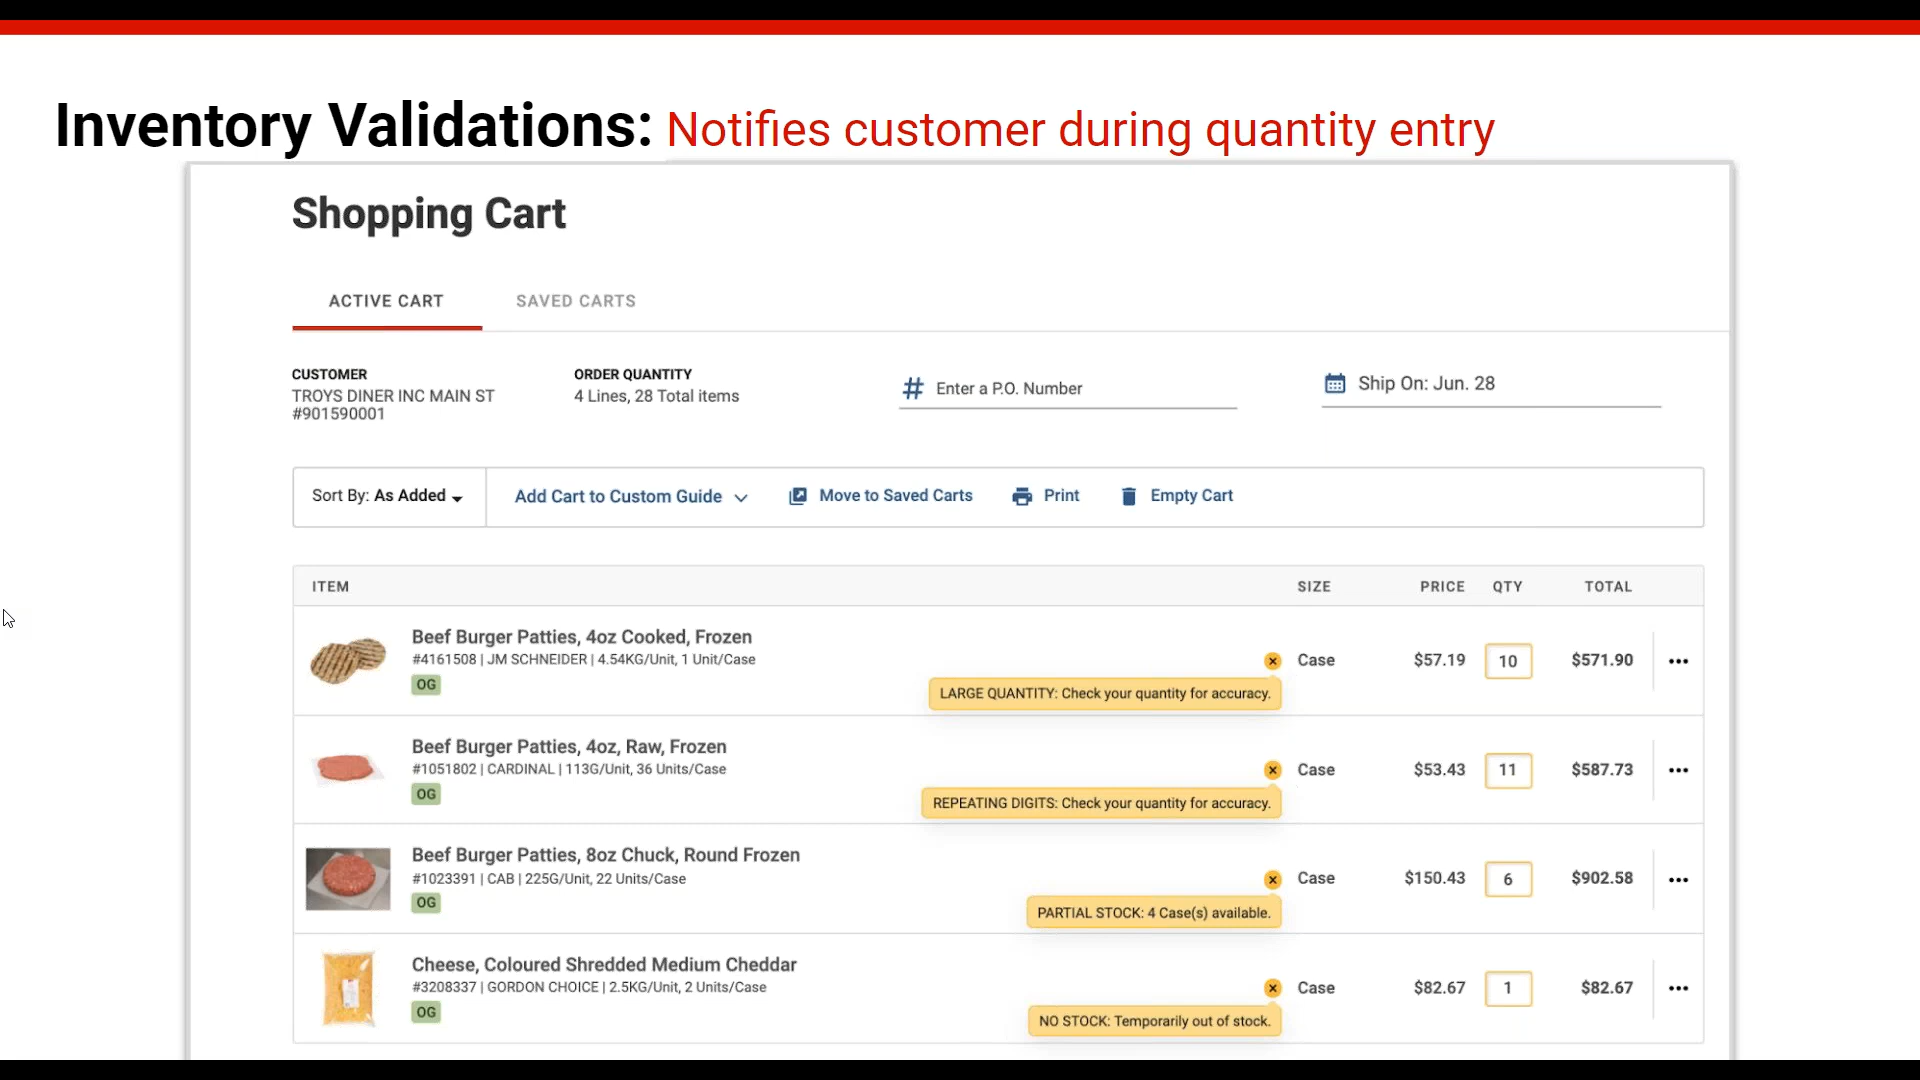 Inventory Validations: Notifies customer during quantity entry
Shopping Cart
ACTIVE CART SAVED CARTS
CUSTOMER
TROYS DINER INC MAIN ST
#901590001
ORDER QUANTITY
4 Lines, 28 Total items
# Enter a P.O. Number
Ship On: Jun. 28
Sort By: As Added
Add Cart to Custom Guide
Move to Saved Carts
Print
Empty Cart
ITEM SIZE PRICE QTY TOTAL
Beef Burger Patties, 4oz Cooked, Frozen
#4161508 | JM SCHNEIDER | 4.54KG/Unit, 1 Unit/Case
OG
Case $57.19 10 $571.90
LARGE QUANTITY: Check your quantity for accuracy.
Beef Burger Patties, 4oz, Raw, Frozen
#1051802 | CARDINAL | 113G/Unit, 36 Units/Case
OG
Case $53.43 11 $587.73
REPEATING DIGITS: Check your quantity for accuracy.
Beef Burger Patties, 8oz Chuck, Round Frozen
#1023391 | CAB | 225G/Unit, 22 Units/Case
OG
Case $150.43 6 $902.58
PARTIAL STOCK: 4 Case(s) available.
Cheese, Coloured Shredded Medium Cheddar
#3208337 | GORDON CHOICE | 2.5KG/Unit, 2 Units/Case
OG
Case $82.67 1 $82.67
NO STOCK: Temporarily out of stock.